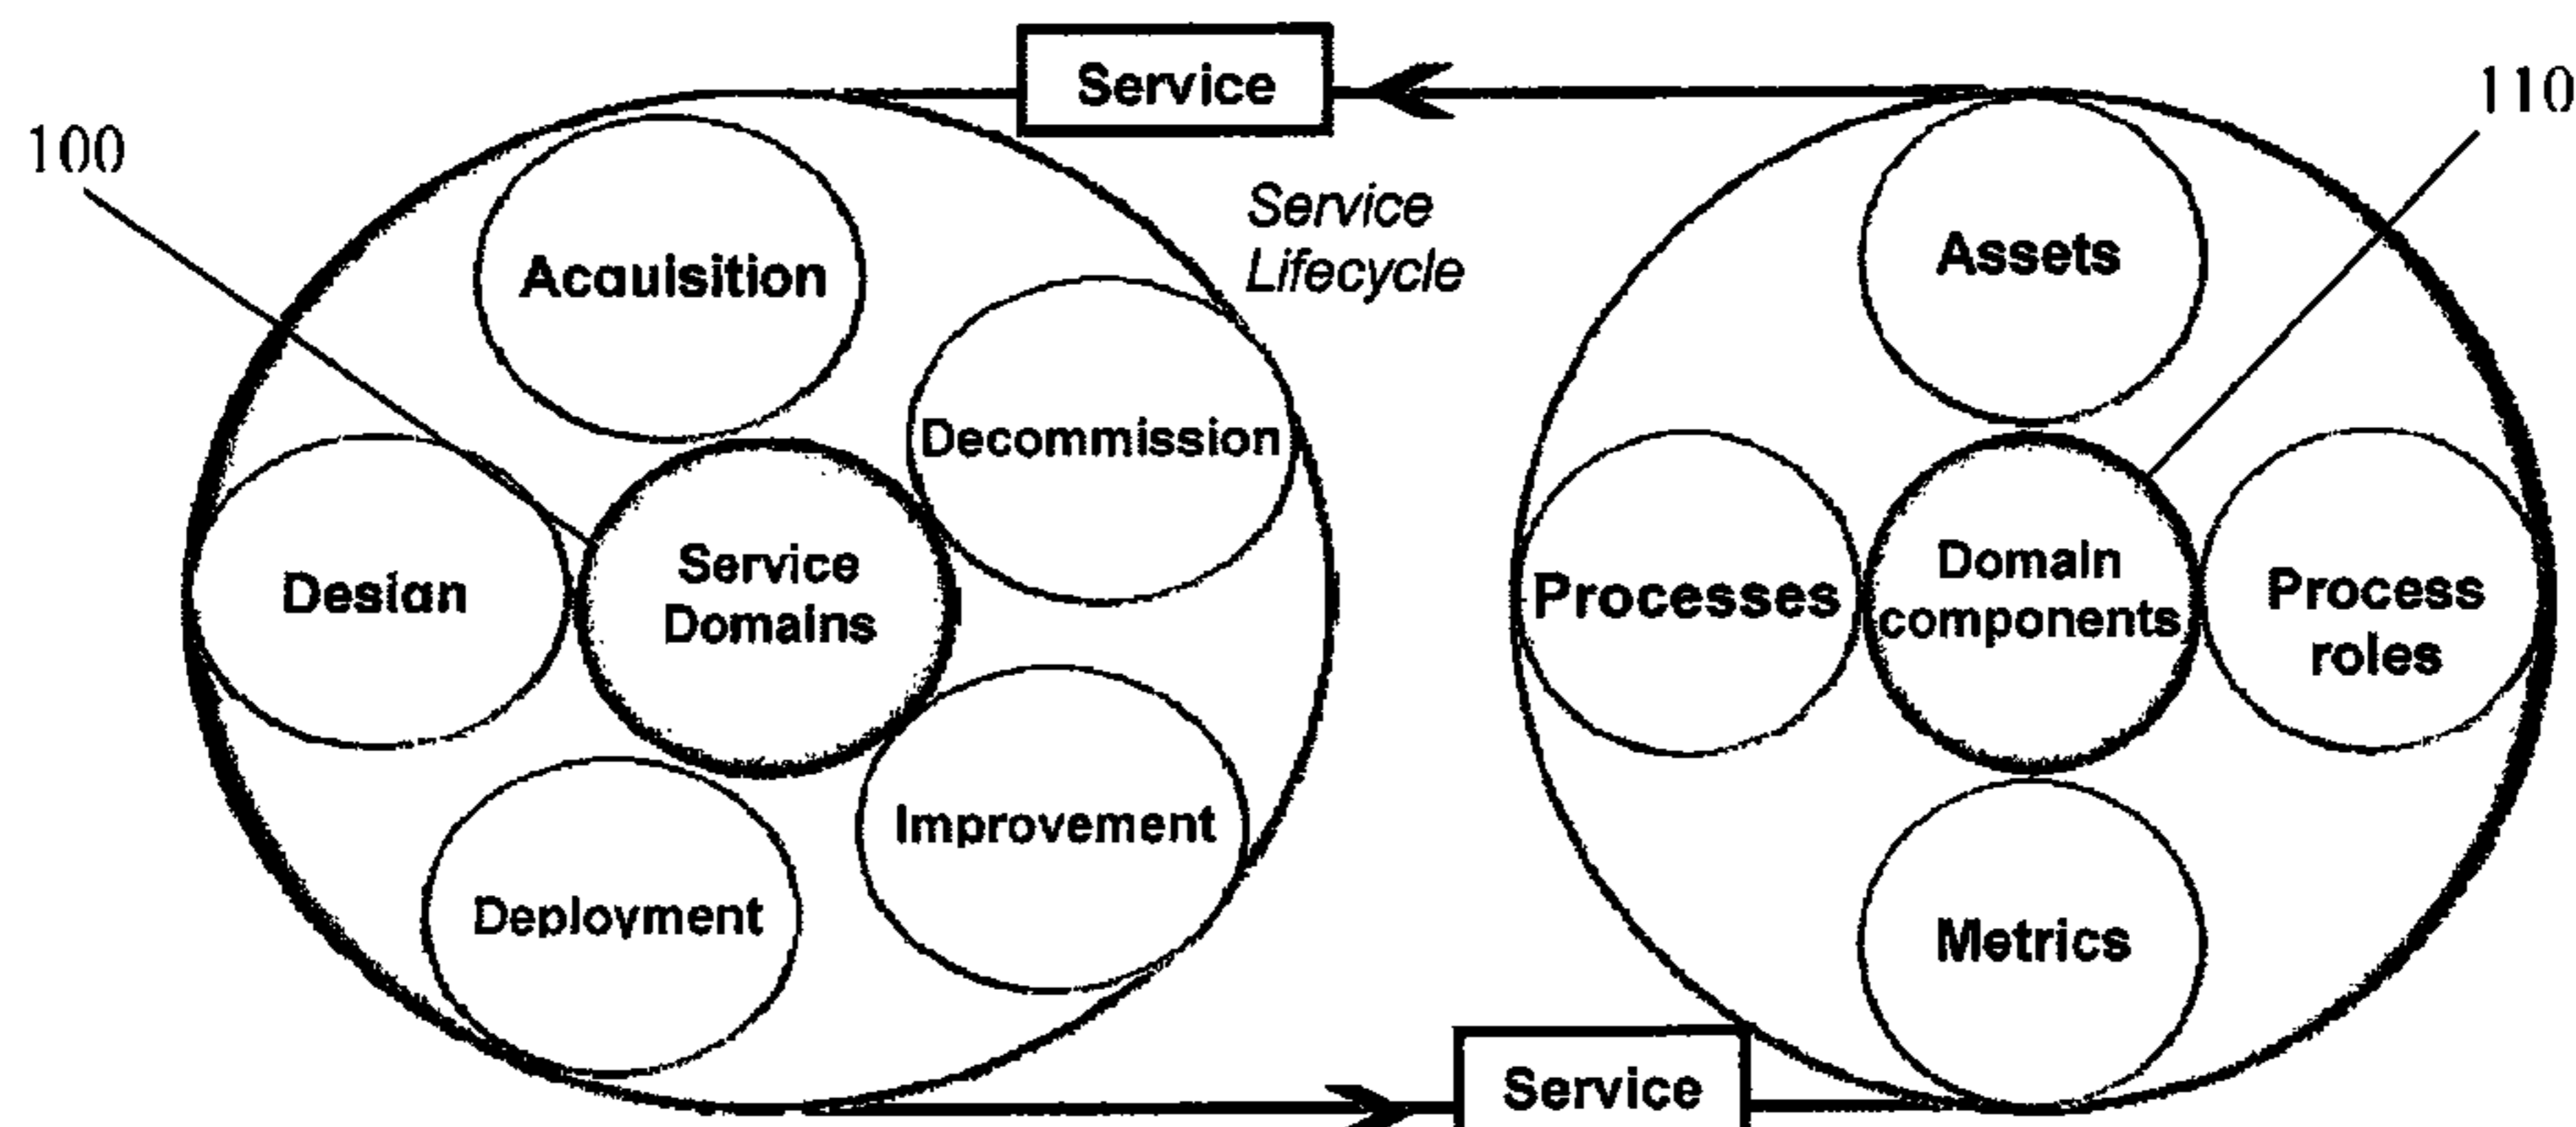 Service
110
100
Service
Lifecycle
Acquisition
Assets
Decommission
Service
Domains
Design
Domain
components
Processes
Process
roles
Improvement
Deployment
Metrics
Service